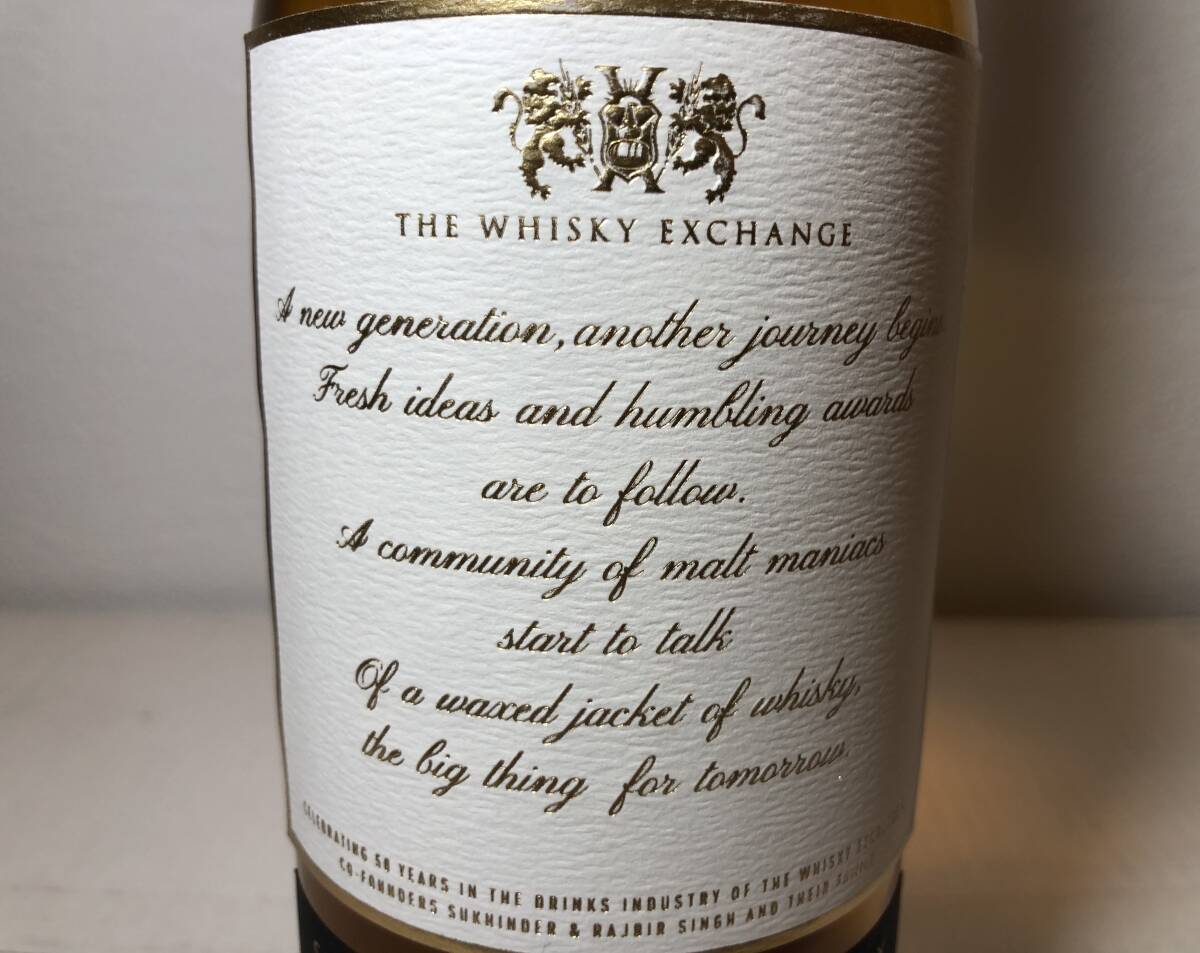 THE WHISKY EXCHANGE
A new generation, another journey begins
Fresh ideas and humbling awards
are to follow.
A community of malt maniacs
start to talk
Of a waxed jacket of whisky,
the big thing for tomorrow.
CELEBRATING 50 YEARS IN THE DRINKS INDUSTRY OF THE WHISKY
CO-FOUNDERS SUKHINDER & RAJBIR SINGH AND THEIR